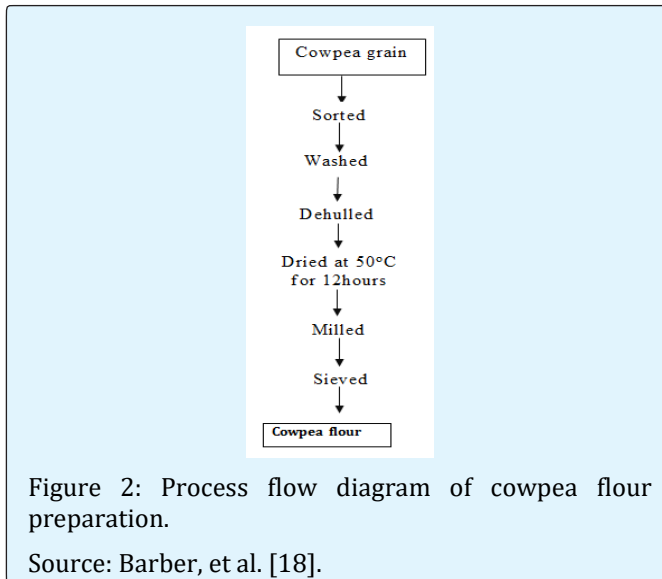 Cowpea grain
Sorted
Washed
Dehulled
Dried at 50°C
for 12hours
Milled
Sieved
Cowpea flour
Figure 2: Process flow diagram of cowpea flour
preparation.
Source: Barber, et al. [18].